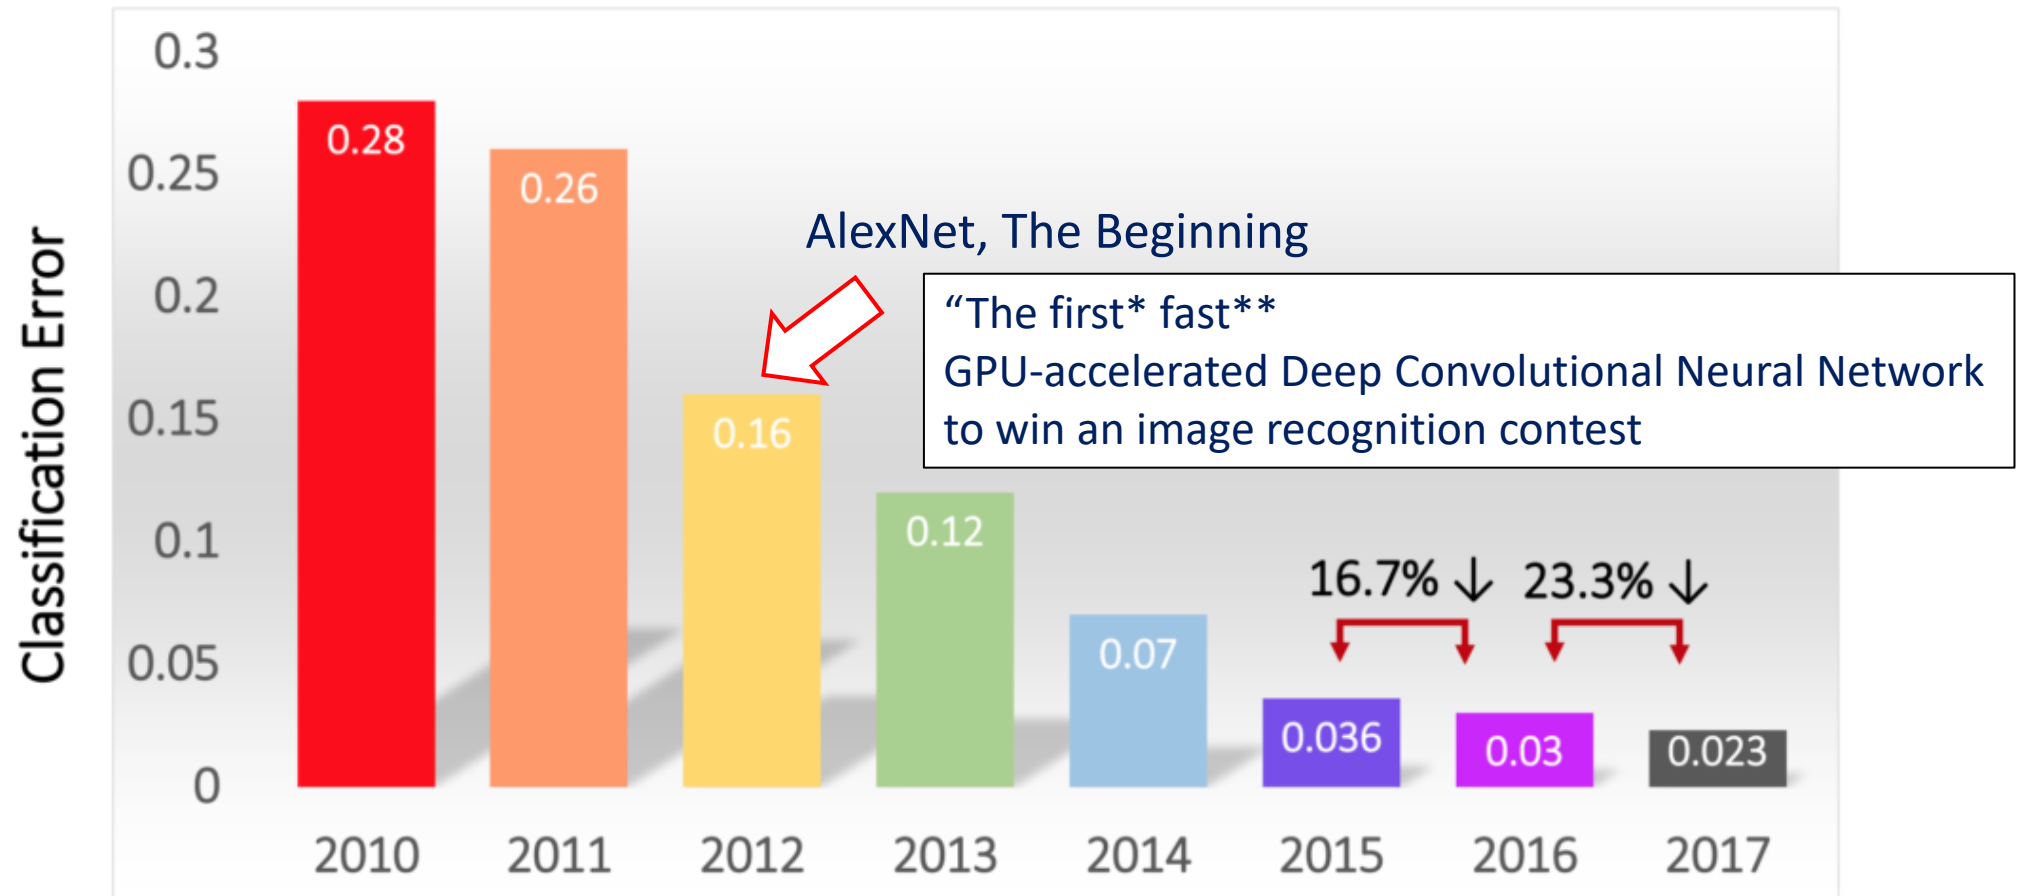 Classification Error
0.3
0.25
0.2
0.15
0.1
0.05
0
0.28
0.26
0.16
0.12
0.07
0.036
0.03
0.023
AlexNet, The Beginning
“The first* fast**
GPU-accelerated Deep Convolutional Neural Network
to win an image recognition contest
16.7% ↓ 23.3% ↓
2010 2011 2012 2013 2014 2015 2016 2017